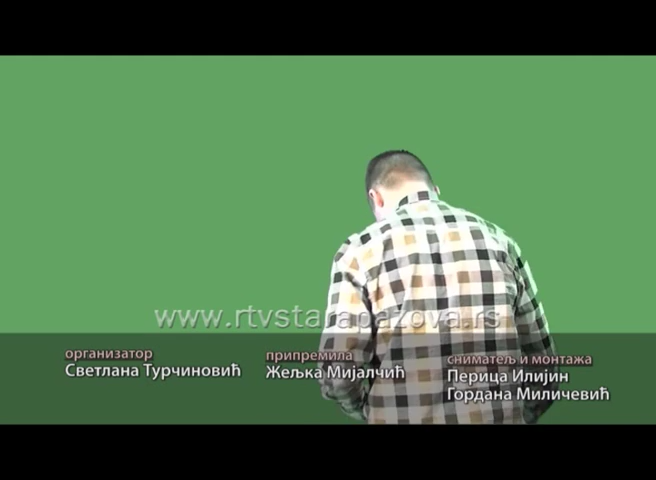 www.rtvstarapazova.rs
организатор
Светлана Турчиновић
припремила
Жељка Мијалчић
сниматељ и монтажа
Перица Илијин
Гордана Миличевић